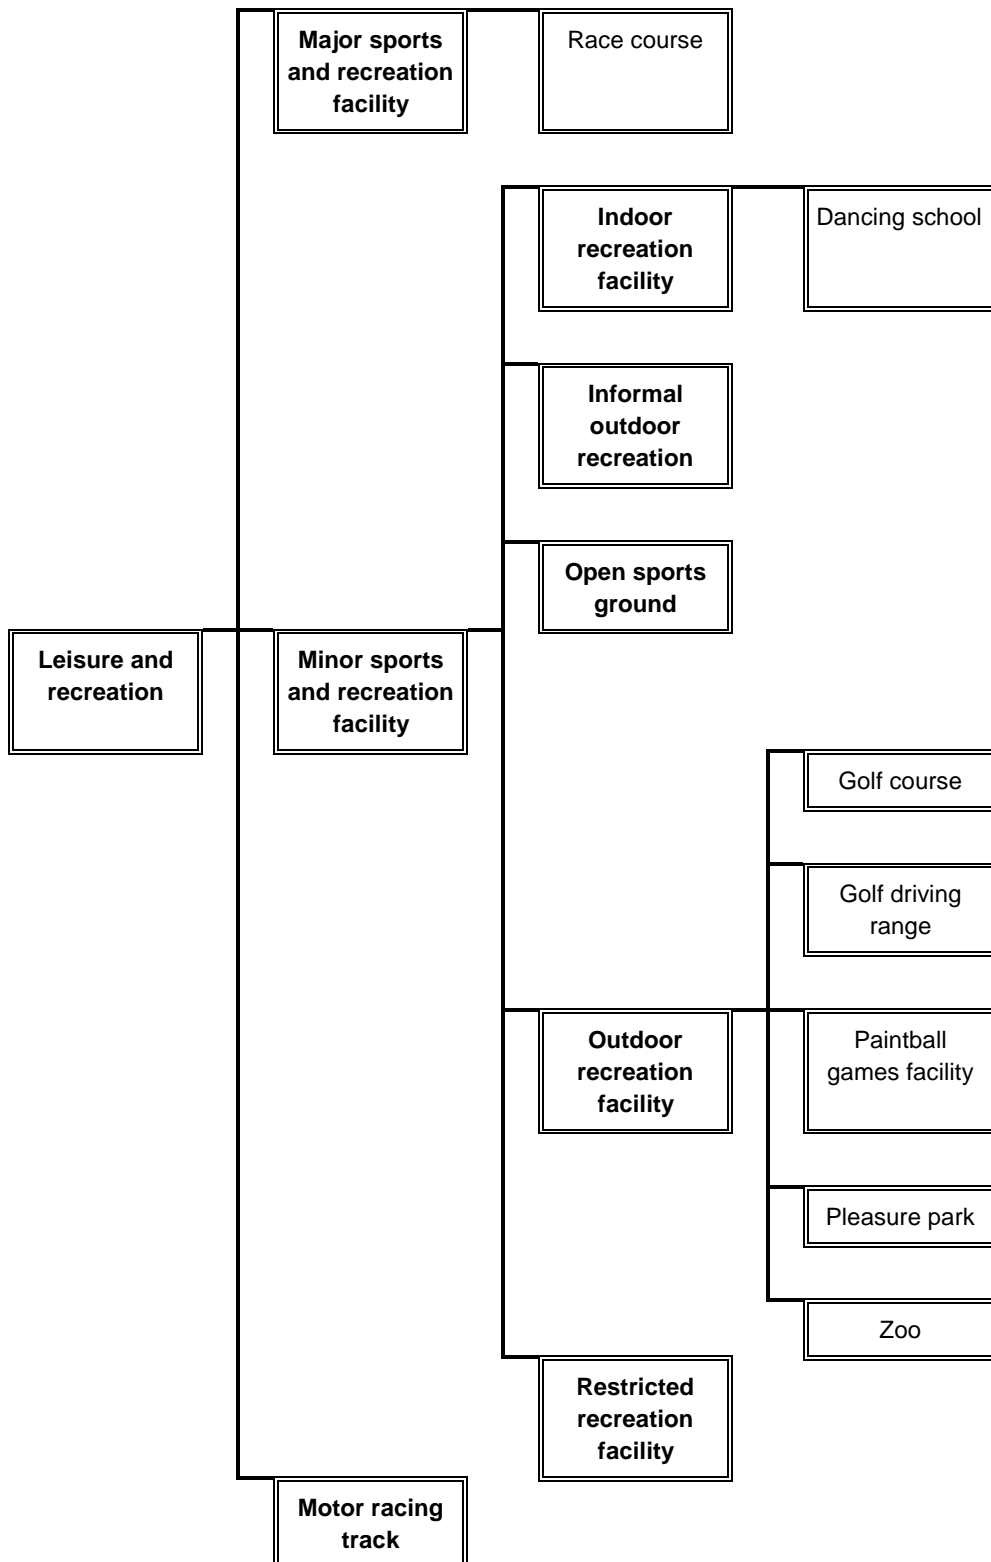 Major sports
and recreation
facility
Race course
Indoor
recreation
facility
Dancing school
Informal
outdoor
recreation
Open sports
ground
Leisure and
recreation
Minor sports
and recreation
facility
Golf course
Golf driving
range
Outdoor
recreation
facility
Paintball
games facility
Pleasure park
Zoo
Restricted
recreation
facility
Motor racing
track